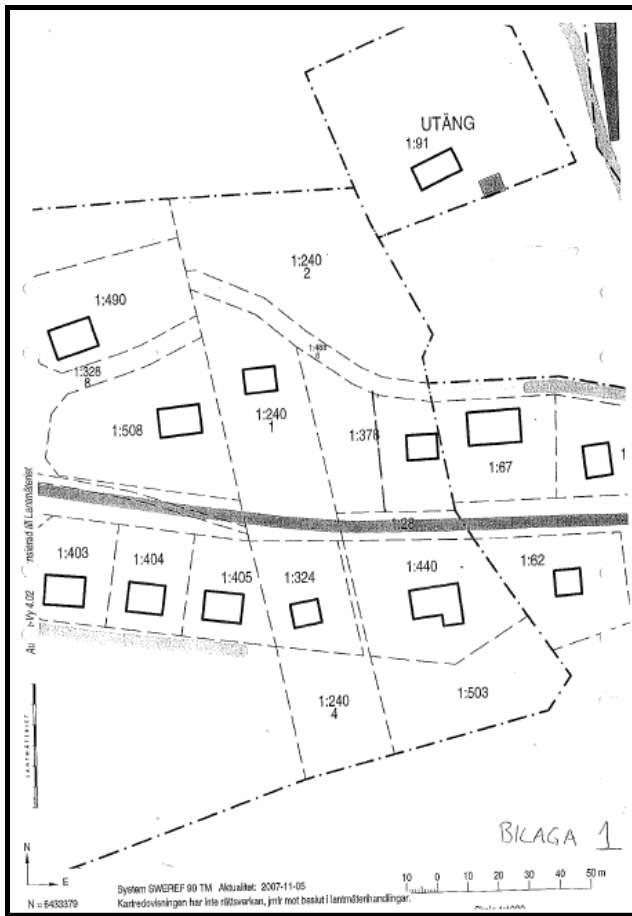 UTÄNG
1:91
1:240
2
1:490
1:328
8
1:240
1
1:508
1:378
1:67
1
1:28
1:403
1:404
1:405
1:324
1:440
1:62
1:240
4
1:503
LANTMÄTERIET
BILAGA 1
N
E
N = 6433379
System SWEREF 99 TM Aktualitet: 2007-11-05
Kartredovisningen har inte rättsverkan, jmfr mot beslut i lantmäterihandlingar.
10 0 10 20 30 50 m